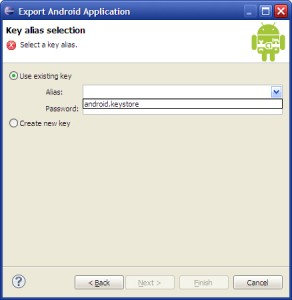 Export Android Application
Key alias selection
Select a key alias.
Use existing key
Alias:
android.keystore
Password:
Create new key
?
< Back
Next >
Finish
Cancel